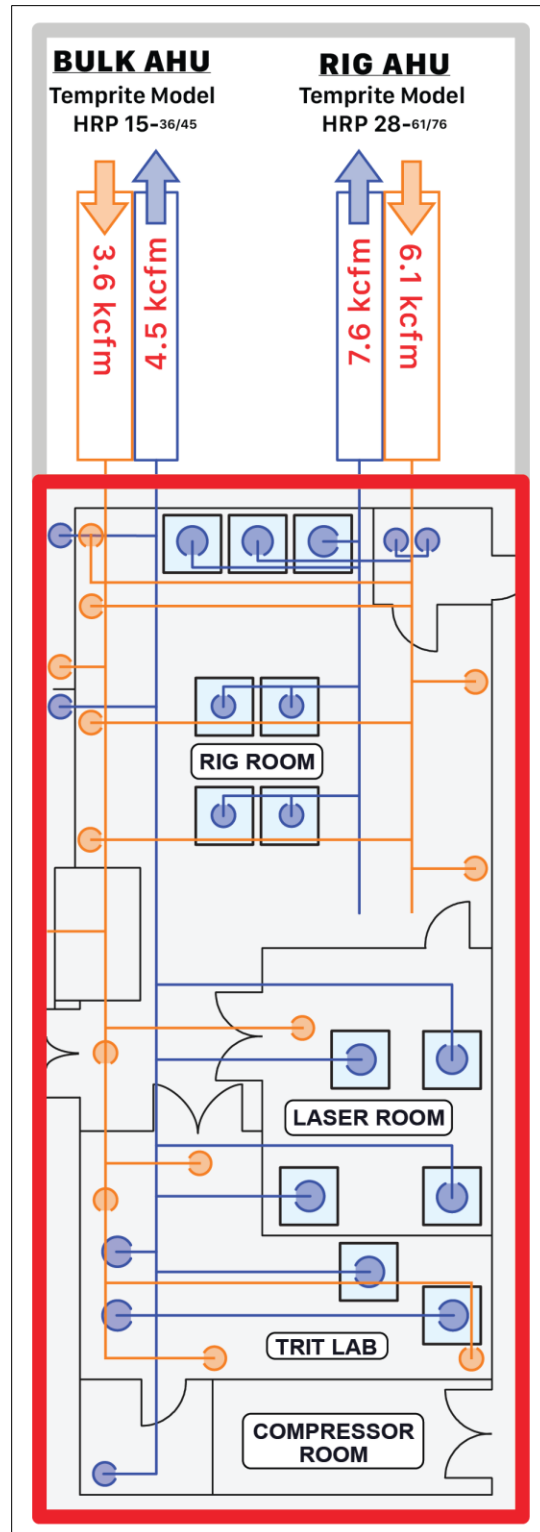 BULK AHU
Temprite Model
HRP 15-36/45
RIG AHU
Temprite Model
HRP 28-61/76
3.6 kcfm
4.5 kcfm
7.6 kcfm
6.1 kcfm
RIG ROOM
LASER ROOM
TRIT LAB
COMPRESSOR
ROOM